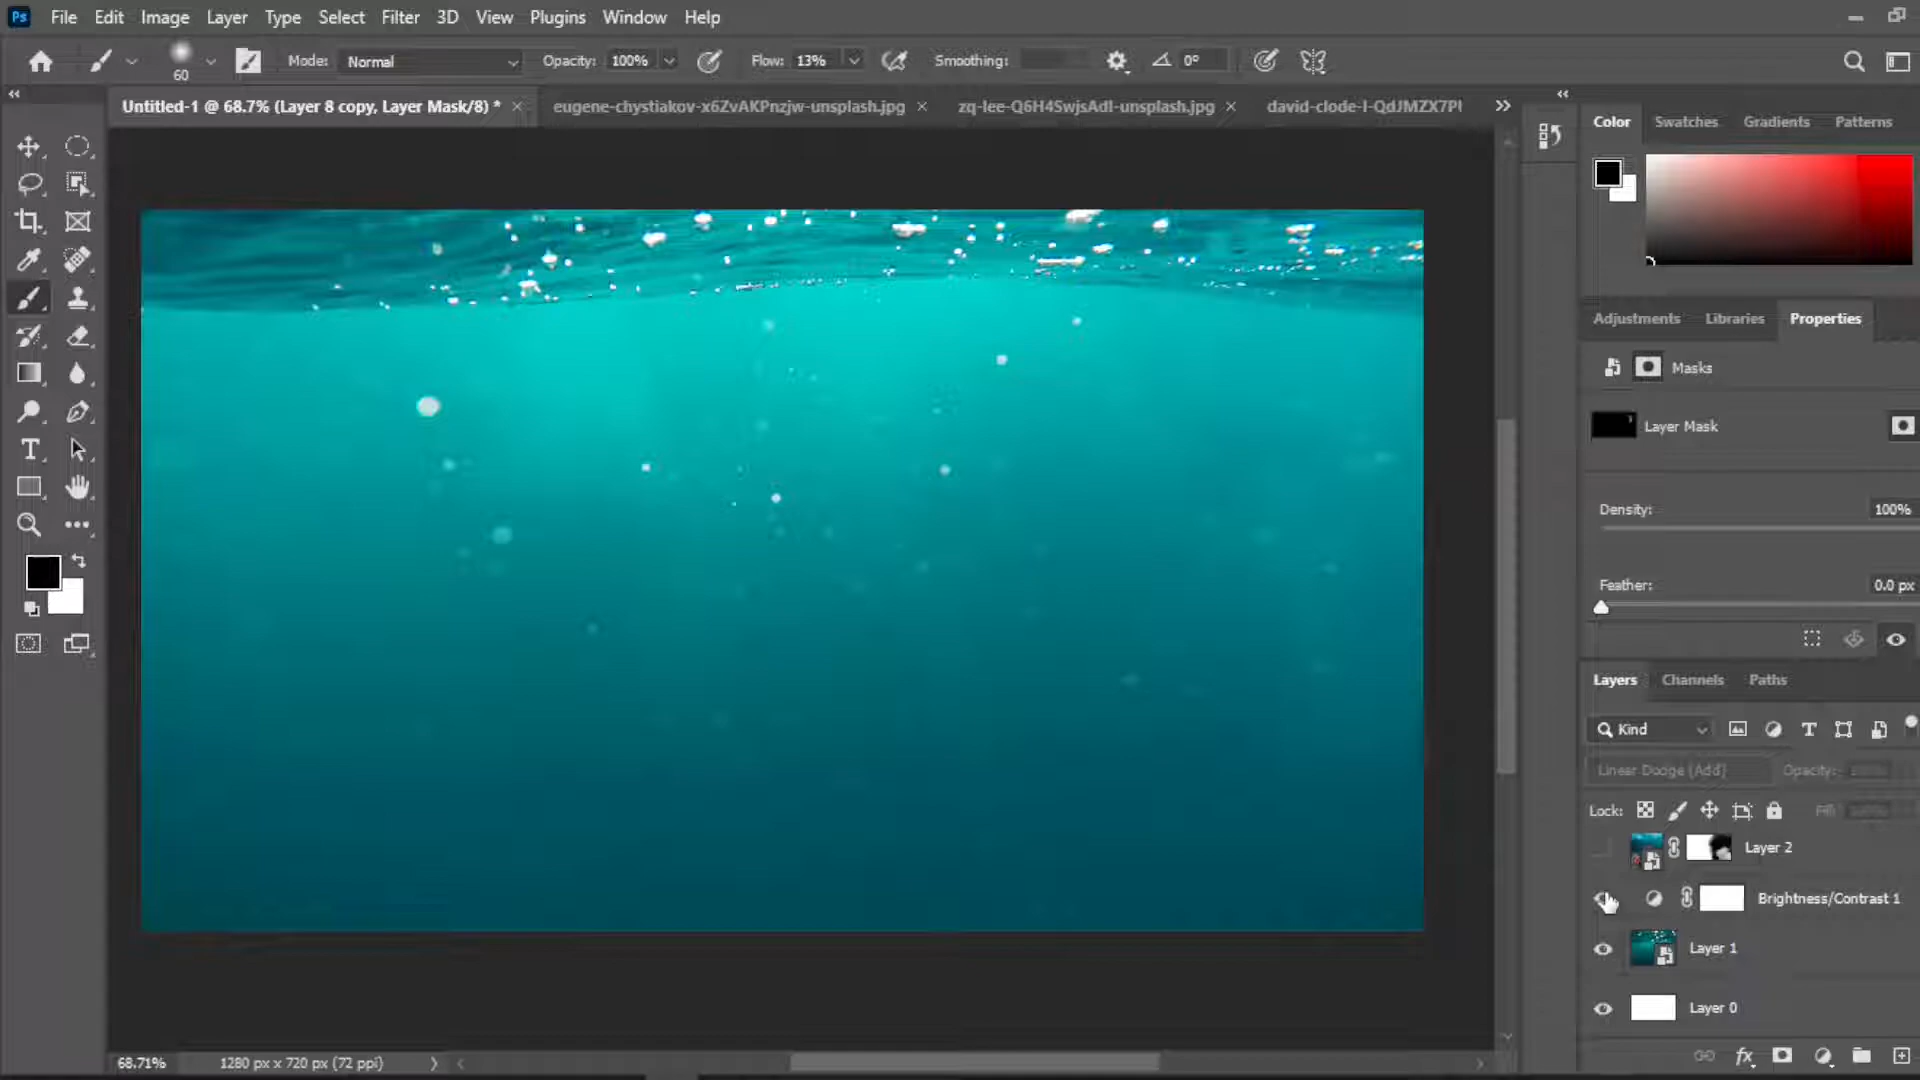 Ps File Edit Image Layer Type Select Filter 3D View Plugins Window Help
60 Mode: Normal Opacity: 100% Flow: 13% Smoothing: 0°
Untitled-1 @ 68.7% (Layer 8 copy, Layer Mask/8) * eugene-chystiakov-x6ZvAKPnzjw-unsplash.jpg zq-lee-Q6H4SwjsAdI-unsplash.jpg david-clode-I-QdJMZX7PI
Color Swatches Gradients Patterns
Adjustments Libraries Properties
Masks
Layer Mask
Density: 100%
Feather: 0.0 px
Layers Channels Paths
Kind
Linear Dodge (Add) Opacity:
Lock: Fill:
Layer 2
Brightness/Contrast 1
Layer 1
Layer 0
68.71% 1280 px x 720 px (72 ppi)
fx